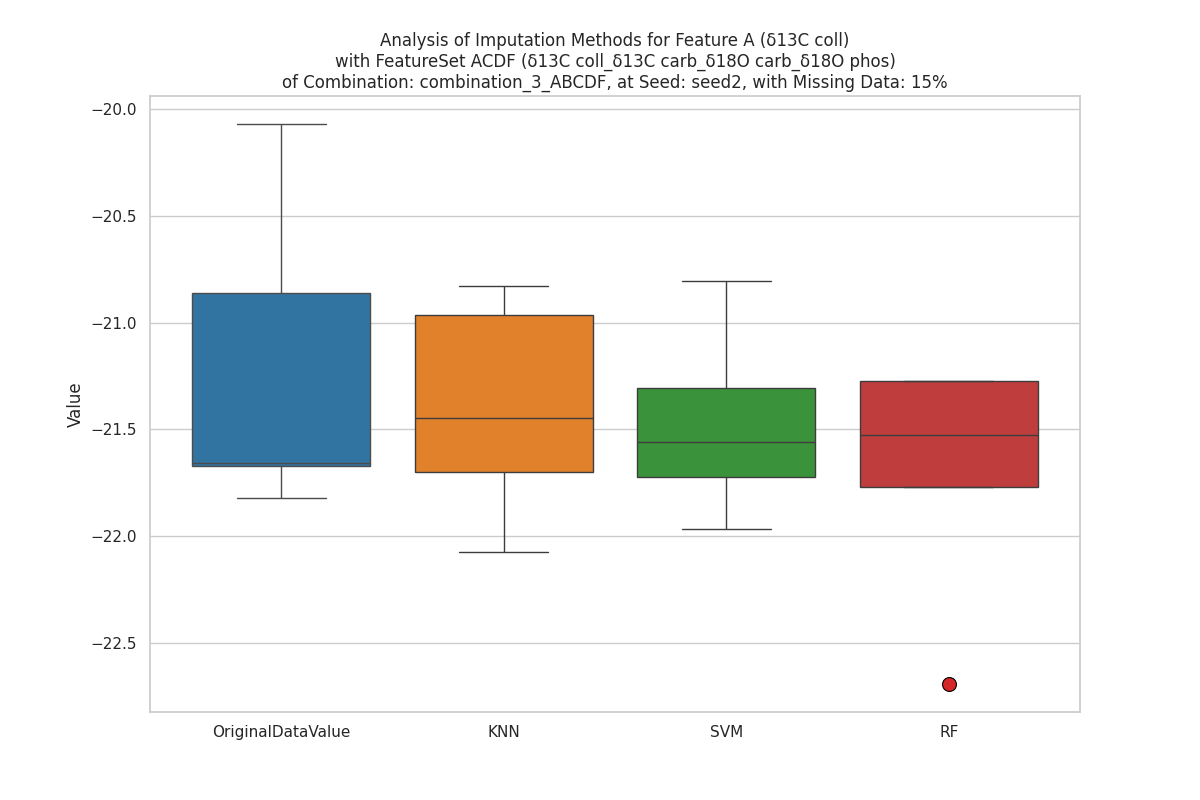 Analysis of Imputation Methods for Feature A (δ13C coll)
with FeatureSet ACDF (δ13C coll_δ13C carb_δ18O carb_δ18O phos)
of Combination: combination_3_ABCDF, at Seed: seed2, with Missing Data: 15%
−20.0
−20.5
−21.0
−21.5
−22.0
−22.5
Value
OriginalDataValue
KNN
SVM
RF